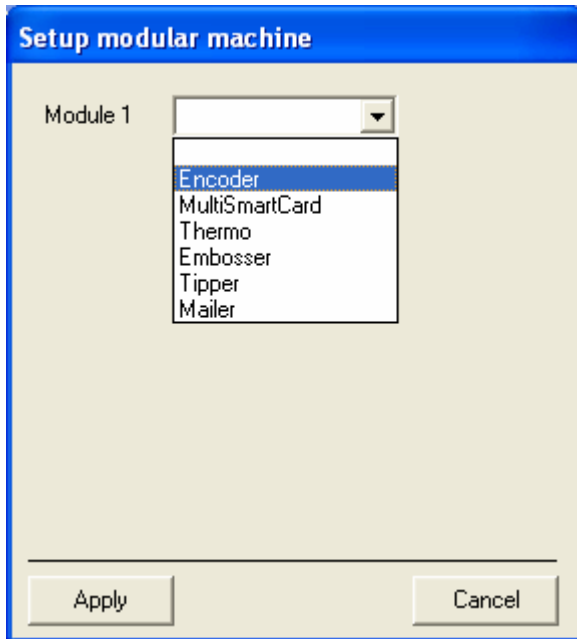 Setup modular machine
Module 1
Encoder
MultiSmartCard
Thermo
Embosser
Tipper
Mailer
Apply
Cancel